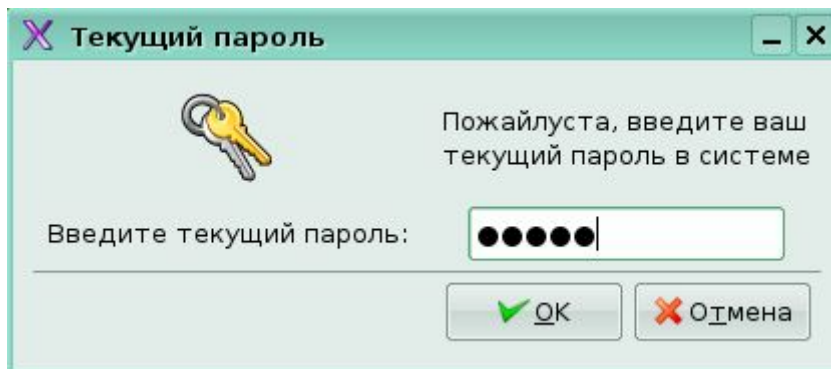 Текущий пароль
Пожайлуста, введите ваш
текущий пароль в системе
Введите текущий пароль:
OK
Отмена